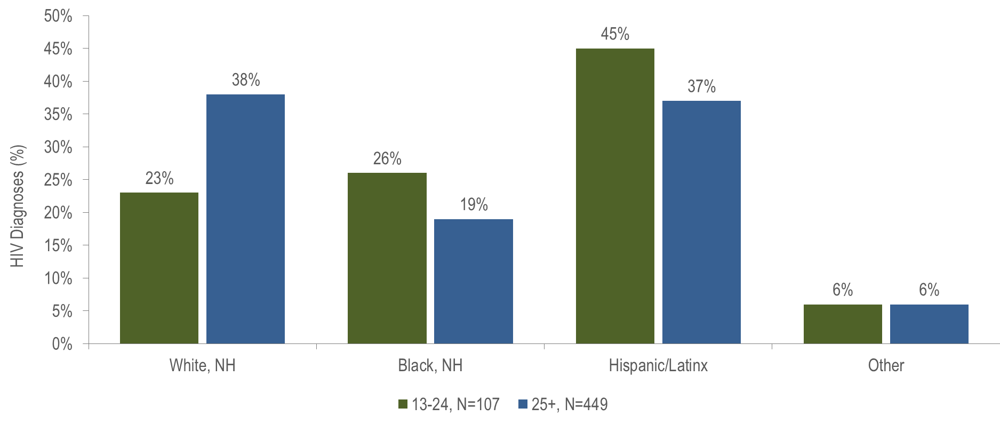 HIV Diagnoses (%)
50%
45%
40%
35%
30%
25%
20%
15%
10%
5%
0%
23%
38%
26%
19%
45%
37%
6%
6%
White, NH
Black, NH
Hispanic/Latinx
Other
13-24, N=107
25+, N=449